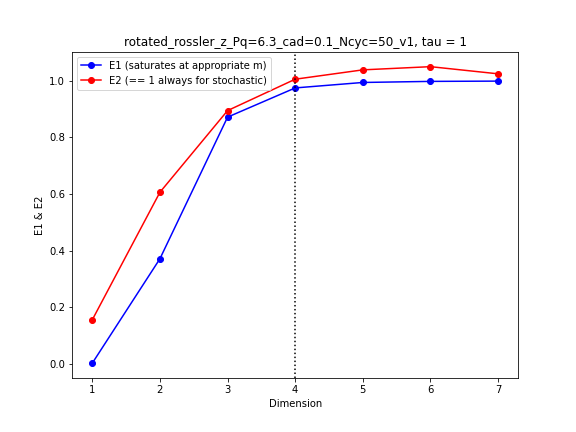 rotated_rossler_z_Pq=6.3_cad=0.1_Ncyc=50_v1, tau = 1
E1 (saturates at appropriate m)
E2 (== 1 always for stochastic)
1.0
0.8
0.6
0.4
0.2
0.0
E1 & E2
1 2 3 4 5 6 7
Dimension